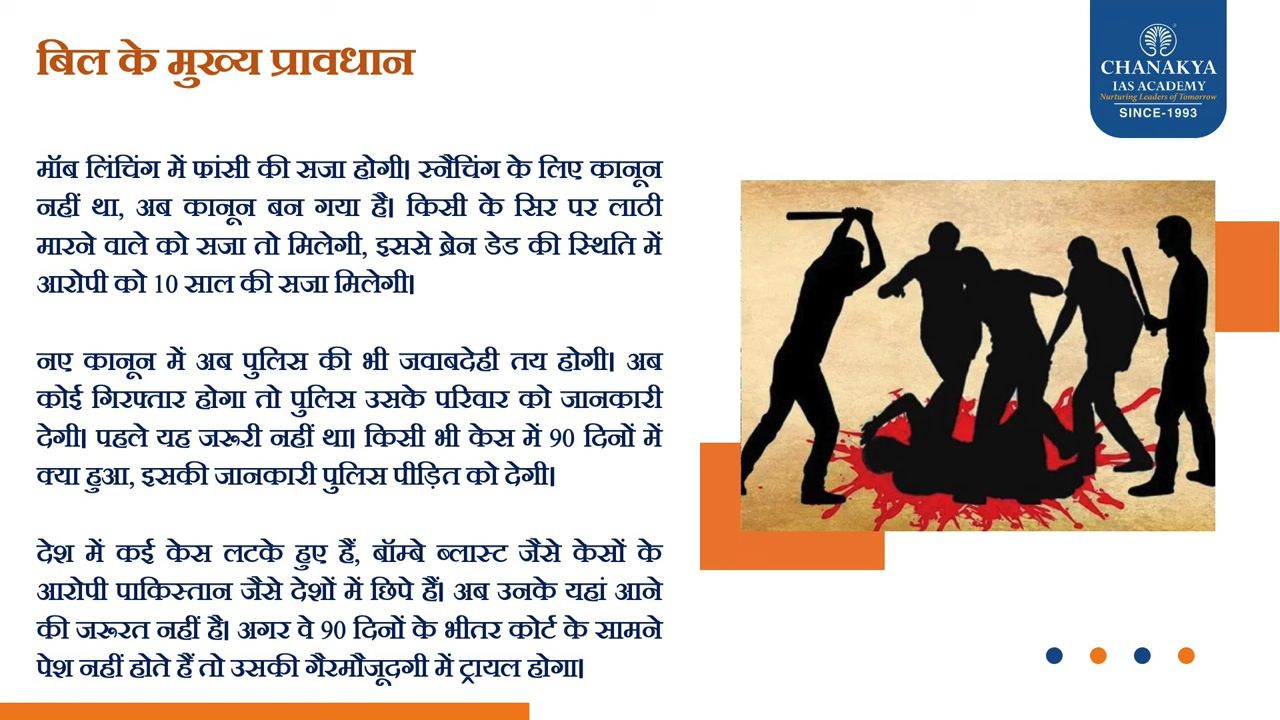 बिल के मुख्य प्रावधान
CHANAKYA
IAS ACADEMY
Nurturing Leaders of Tomorrow
SINCE-1993
मॉब लिंचिंग में फांसी की सजा होगी। स्नैचिंग के लिए कानून
नहीं था, अब कानून बन गया है। किसी के सिर पर लाठी
मारने वाले को सजा तो मिलेगी, इससे ब्रेन डेड की स्थिति में
आरोपी को 10 साल की सजा मिलेगी।
नए कानून में अब पुलिस की भी जवाबदेही तय होगी। अब
कोई गिरफ्तार होगा तो पुलिस उसके परिवार को जानकारी
देगी। पहले यह जरूरी नहीं था। किसी भी केस में 90 दिनों में
क्या हुआ, इसकी जानकारी पुलिस पीड़ित को देगी।
देश में कई केस लटके हुए हैं, बॉम्बे ब्लास्ट जैसे केसों के
आरोपी पाकिस्तान जैसे देशों में छिपे हैं। अब उनके यहां आने
की जरूरत नहीं है। अगर वे 90 दिनों के भीतर कोर्ट के सामने
पेश नहीं होते हैं तो उसकी गैरमौजूदगी में ट्रायल होगा।